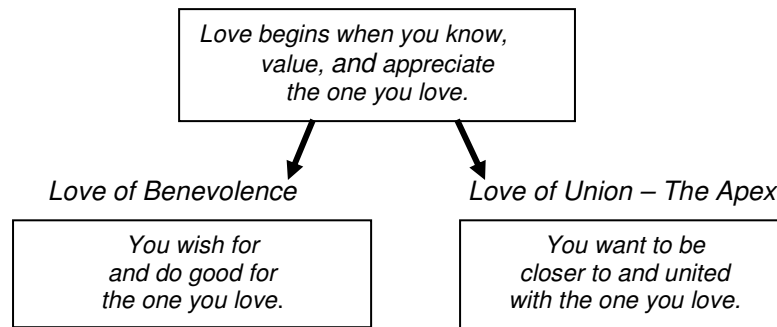 Love begins when you know,
value, and appreciate
the one you love.
Love of Benevolence
Love of Union – The Apex
You wish for
and do good for
the one you love.
You want to be
closer to and united
with the one you love.